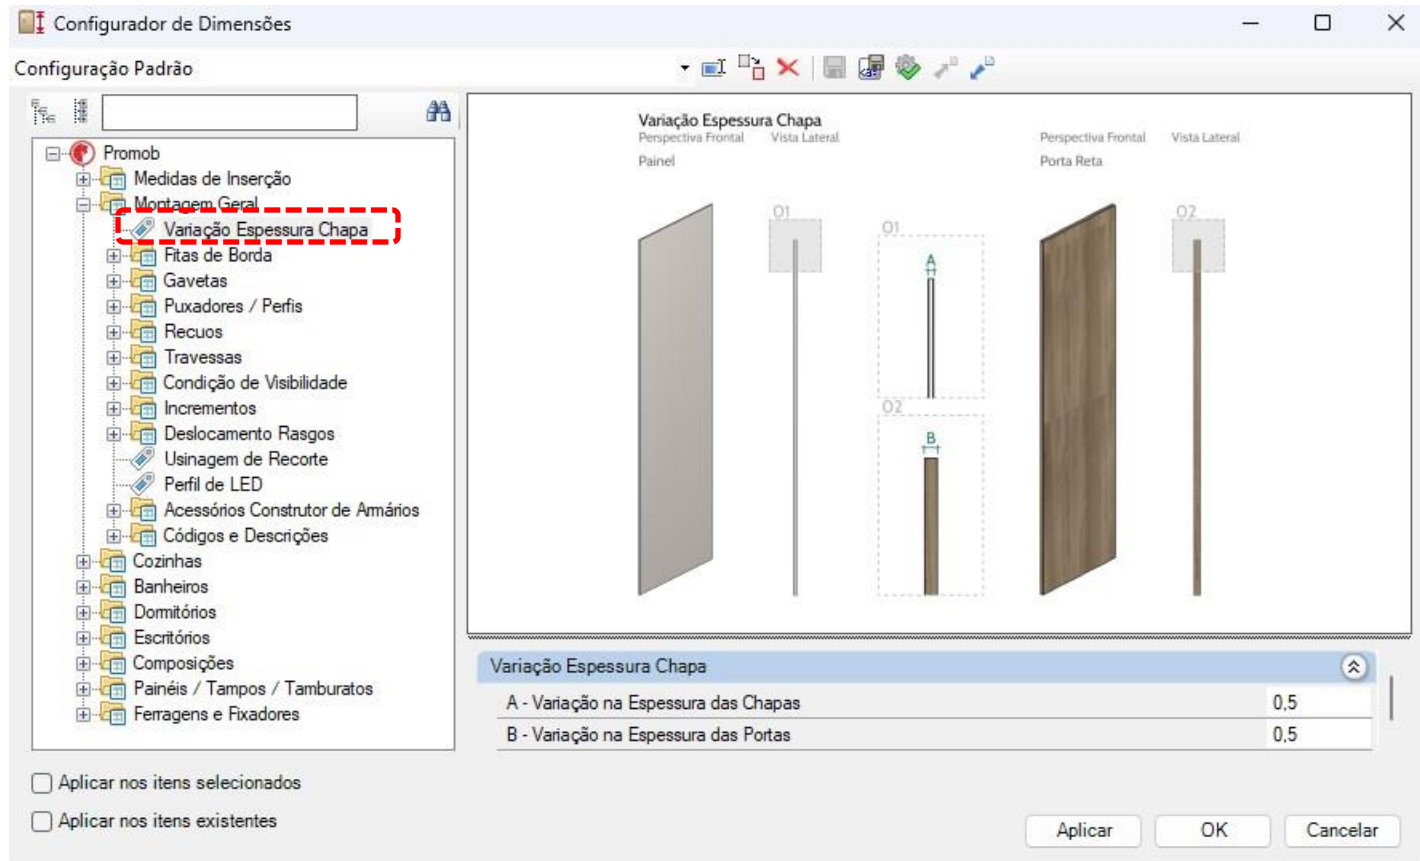 Configurador de Dimensões
Configuração Padrão
Promob
Medidas de Inserção
Montagem Geral
Variação Espessura Chapa
Fitas de Borda
Gavetas
Puxadores / Perfis
Recuos
Travessas
Condição de Visibilidade
Incrementos
Deslocamento Rasgos
Usinagem de Recorte
Perfil de LED
Acessórios Construtor de Armários
Códigos e Descrições
Cozinhas
Banheiros
Dormitórios
Escritórios
Composições
Painéis / Tampos / Tamburatos
Ferragens e Fixadores
Variação Espessura Chapa
Perspectiva Frontal Vista Lateral
Painel
Perspectiva Frontal Vista Lateral
Porta Reta
01
01
A
02
B
02
Variação Espessura Chapa
A - Variação na Espessura das Chapas 0,5
B - Variação na Espessura das Portas 0,5
Aplicar nos itens selecionados
Aplicar nos itens existentes
Aplicar OK Cancelar